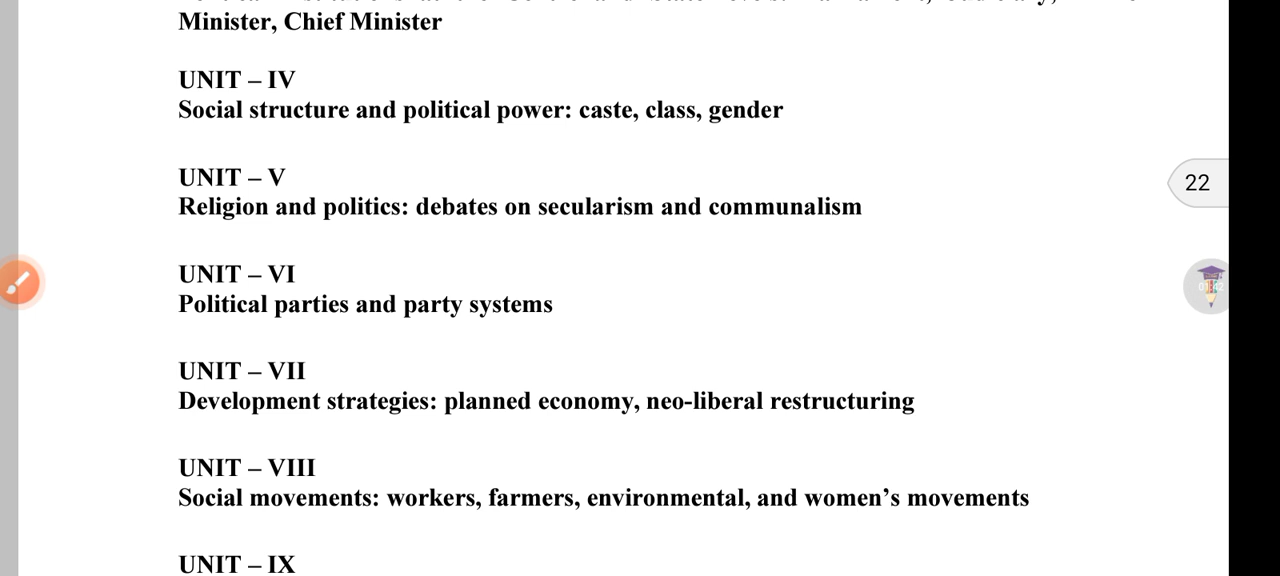 Minister, Chief Minister
UNIT – IV
Social structure and political power: caste, class, gender
UNIT – V
Religion and politics: debates on secularism and communalism
22
UNIT – VI
Political parties and party systems
01:02
UNIT – VII
Development strategies: planned economy, neo-liberal restructuring
UNIT – VIII
Social movements: workers, farmers, environmental, and women’s movements
UNIT – IX